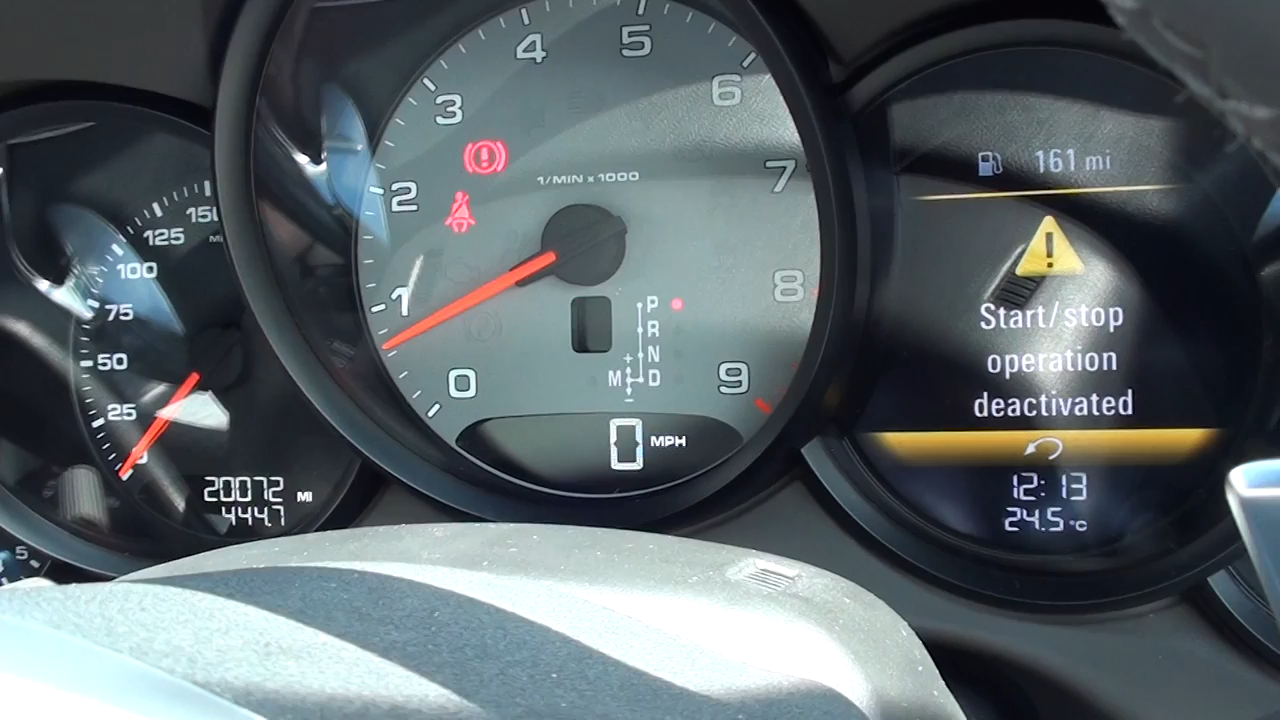 150
125
100
75
50
25
20072 MI
444.7
5
4
5
3
6
2
7
1/MIN x 1000
1
8
0
9
P
R
N
+
M D
-
0 MPH
161 mi
!
Start/stop
operation
deactivated
12:13
24.5 °C